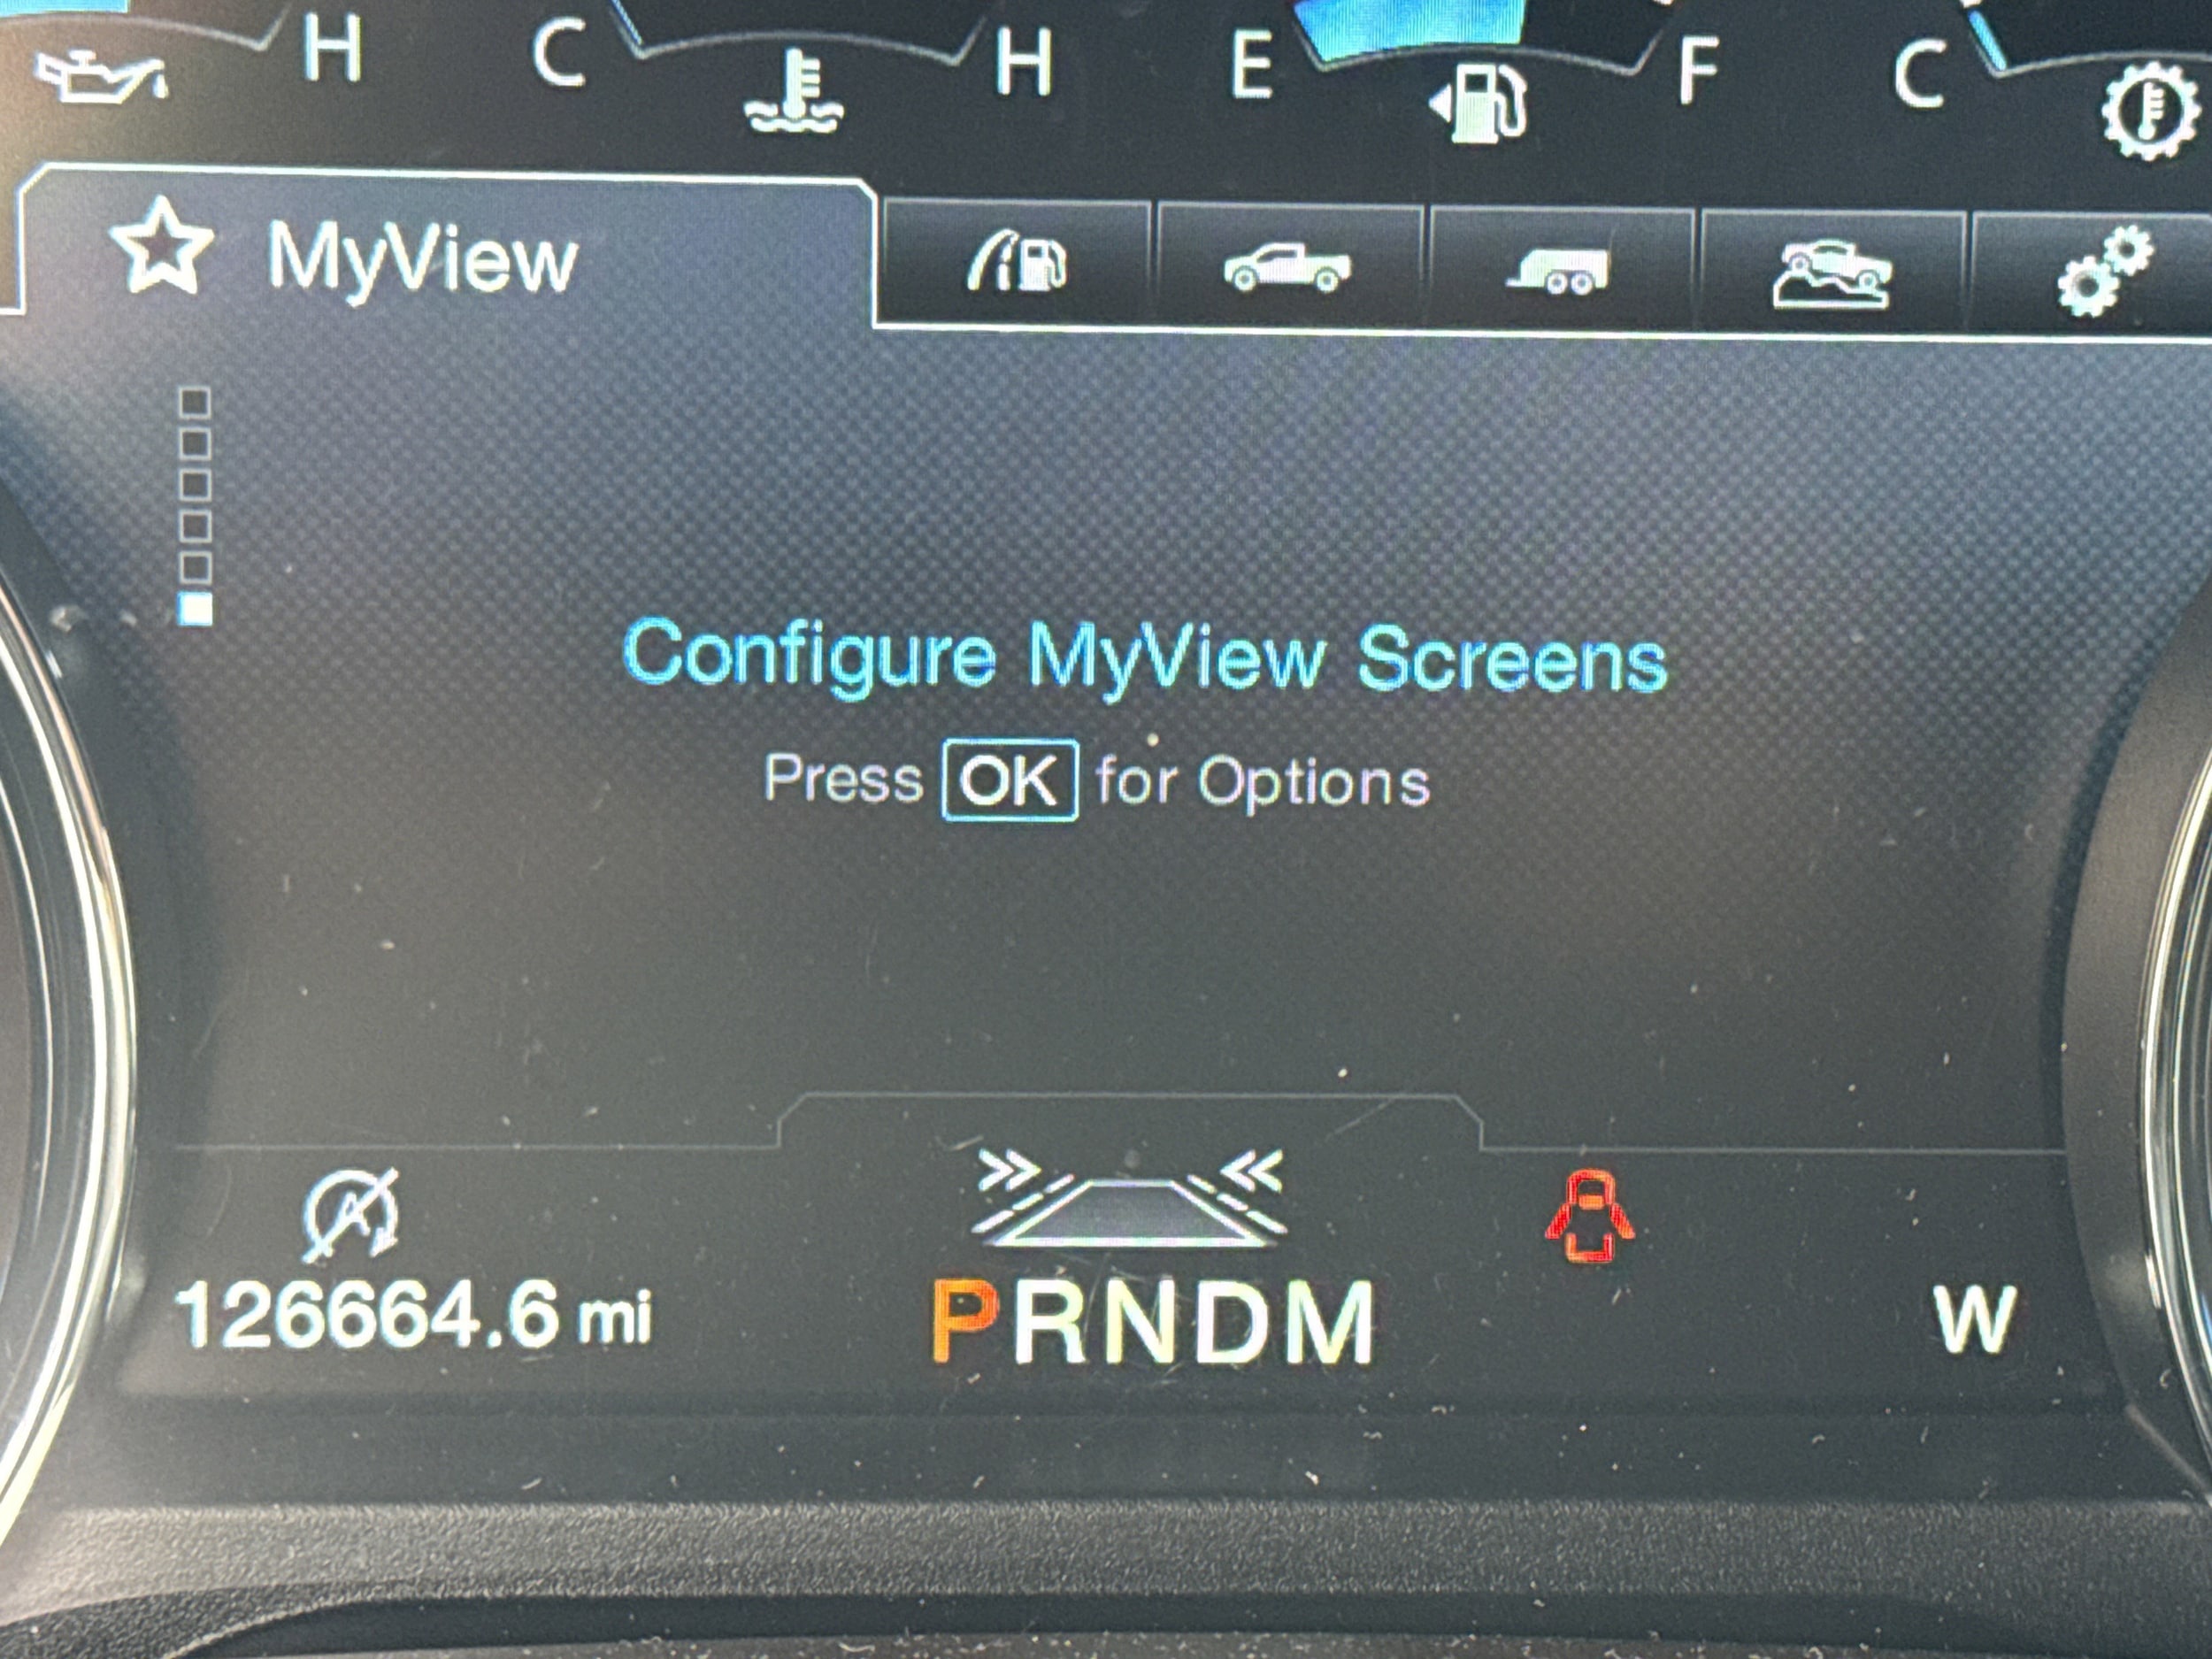 H C H E F C
MyView
Configure MyView Screens
Press OK for Options
126664.6 mi PRNDM W